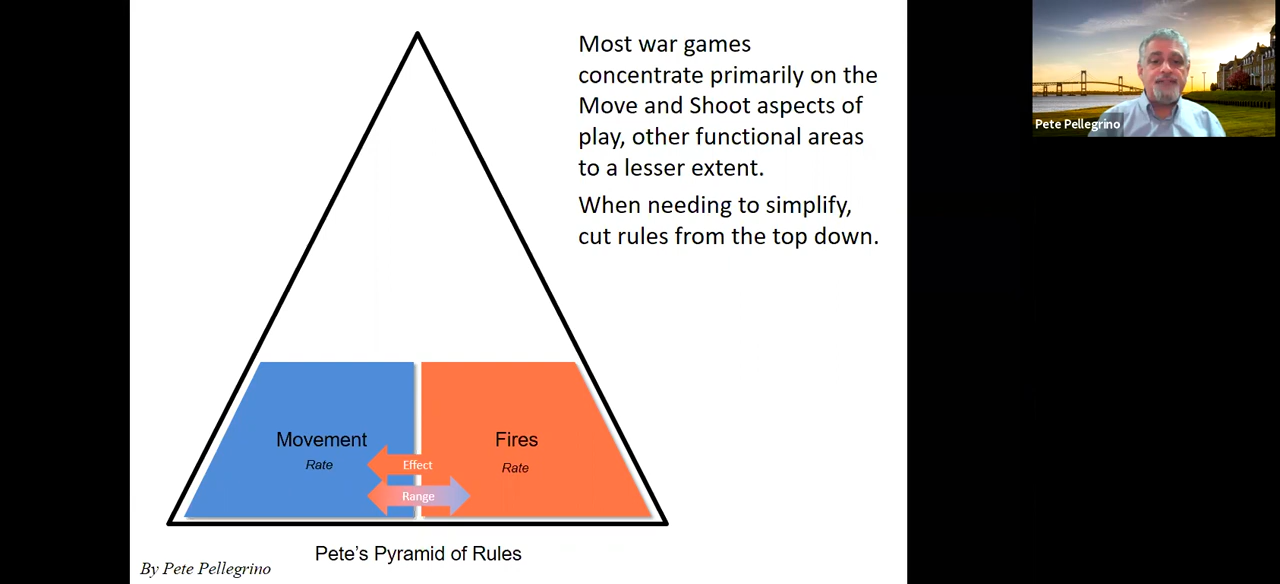 Most war games
concentrate primarily on the
Move and Shoot aspects of
play, other functional areas
to a lesser extent.
When needing to simplify,
cut rules from the top down.
Pete Pellegrino
Movement
Rate
Fires
Rate
Effect
Range
Pete's Pyramid of Rules
By Pete Pellegrino